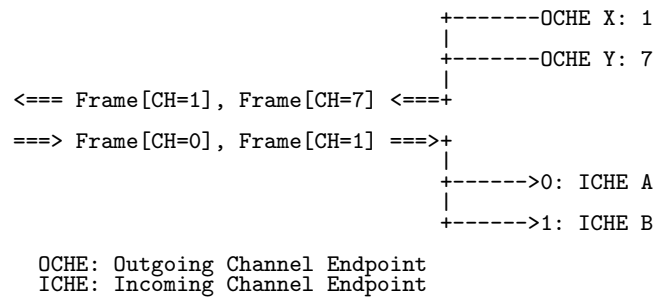 +-------OCHE X: 1
|
+-------OCHE Y: 7
|
<=== Frame[CH=1], Frame[CH=7] <===+
===> Frame[CH=0], Frame[CH=1] ===>+
|
+------>0: ICHE A
|
+------>1: ICHE B
OCHE: Outgoing Channel Endpoint
ICHE: Incoming Channel Endpoint